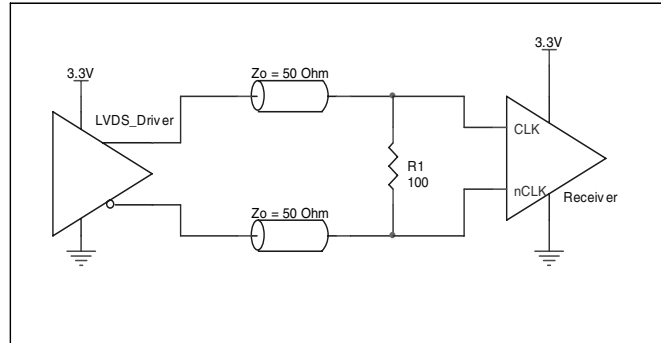 3.3V
3.3V
Zo = 50 Ohm
LVDS_Driver
CLK
R1
100
nCLK
Receiver
Zo = 50 Ohm